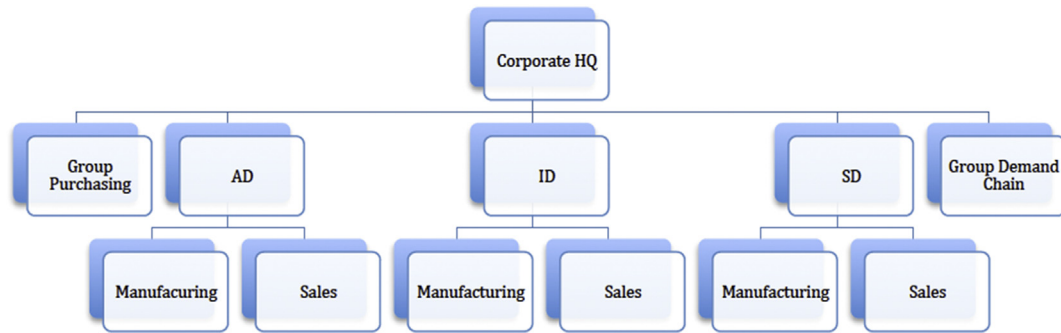 Corporate HQ
Group
Purchasing
AD
ID
SD
Group Demand
Chain
Manufacuring
Sales
Manufacturing
Sales
Manufacturing
Sales